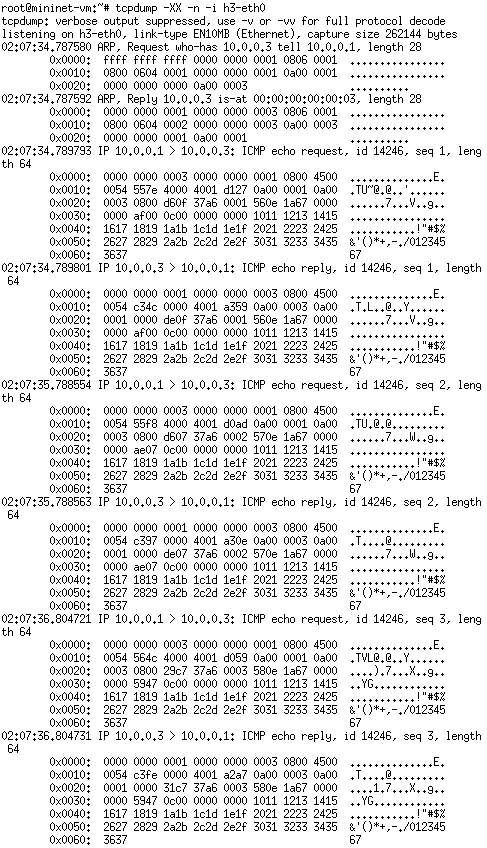 root@mininet-vm:~# tcpdump -XX -n -i h3-eth0
tcpdump: verbose output suppressed, use -v or -vv for full protocol decode
listening on h3-eth0, link-type EN10MB (Ethernet), capture size 262144 bytes
02:07:34.787580 ARP, Request who-has 10.0.0.3 tell 10.0.0.1, length 28
0x0000: ffff ffff ffff 0000 0000 0001 0806 0001 ................
0x0010: 0800 0604 0001 0000 0000 0001 0a00 0001 ................
0x0020: 0000 0000 0000 0a00 0003 ..........
02:07:34.787592 ARP, Reply 10.0.0.3 is-at 00:00:00:00:00:03, length 28
0x0000: 0000 0000 0001 0000 0000 0003 0806 0001 ................
0x0010: 0800 0604 0002 0000 0000 0003 0a00 0003 ................
0x0020: 0000 0000 0001 0a00 0001 ..........
02:07:34.789793 IP 10.0.0.1 > 10.0.0.3: ICMP echo request, id 14246, seq 1, leng
th 64
0x0000: 0000 0000 0003 0000 0000 0001 0800 4500 ..............E.
0x0010: 0054 557e 4000 4001 d127 0a00 0001 0a00 .TU~@.@..'......
0x0020: 0003 0800 d60f 37a6 0001 560e 1a67 0000 ......7...V..g..
0x0030: 0000 af00 0c00 0000 0000 1011 1213 1415 ................
0x0040: 1617 1819 1a1b 1c1d 1e1f 2021 2223 2425 ...........!"#$%
0x0050: 2627 2829 2a2b 2c2d 2e2f 3031 3233 3435 &'()*+,-./012345
0x0060: 3637 67
02:07:34.789801 IP 10.0.0.3 > 10.0.0.1: ICMP echo reply, id 14246, seq 1, length
64
0x0000: 0000 0000 0001 0000 0000 0003 0800 4500 ..............E.
0x0010: 0054 c34c 0000 4001 a359 0a00 0003 0a00 .T.L..@..Y......
0x0020: 0001 0000 de0f 37a6 0001 560e 1a67 0000 ......7...V..g..
0x0030: 0000 af00 0c00 0000 0000 1011 1213 1415 ................
0x0040: 1617 1819 1a1b 1c1d 1e1f 2021 2223 2425 ...........!"#$%
0x0050: 2627 2829 2a2b 2c2d 2e2f 3031 3233 3435 &'()*+,-./012345
0x0060: 3637 67
02:07:35.788554 IP 10.0.0.1 > 10.0.0.3: ICMP echo request, id 14246, seq 2, leng
th 64
0x0000: 0000 0000 0003 0000 0000 0001 0800 4500 ..............E.
0x0010: 0054 55f8 4000 4001 d0ad 0a00 0001 0a00 .TU.@.@.........
0x0020: 0003 0800 d607 37a6 0002 570e 1a67 0000 ......7...W..g..
0x0030: 0000 ae07 0c00 0000 0000 1011 1213 1415 ................
0x0040: 1617 1819 1a1b 1c1d 1e1f 2021 2223 2425 ...........!"#$%
0x0050: 2627 2829 2a2b 2c2d 2e2f 3031 3233 3435 &'()*+,-./012345
0x0060: 3637 67
02:07:35.788563 IP 10.0.0.3 > 10.0.0.1: ICMP echo reply, id 14246, seq 2, length
64
0x0000: 0000 0000 0001 0000 0000 0003 0800 4500 ..............E.
0x0010: 0054 c397 0000 4001 a30e 0a00 0003 0a00 .T....@.........
0x0020: 0001 0000 de07 37a6 0002 570e 1a67 0000 ......7...W..g..
0x0030: 0000 ae07 0c00 0000 0000 1011 1213 1415 ................
0x0040: 1617 1819 1a1b 1c1d 1e1f 2021 2223 2425 ...........!"#$%
0x0050: 2627 2829 2a2b 2c2d 2e2f 3031 3233 3435 &'()*+,-./012345
0x0060: 3637 67
02:07:36.804721 IP 10.0.0.1 > 10.0.0.3: ICMP echo request, id 14246, seq 3, leng
th 64
0x0000: 0000 0000 0003 0000 0000 0001 0800 4500 ..............E.
0x0010: 0054 564c 4000 4001 d059 0a00 0001 0a00 .TVL@.@..Y......
0x0020: 0003 0800 29c7 37a6 0003 580e 1a67 0000 ....).7...X..g..
0x0030: 0000 5947 0c00 0000 0000 1011 1213 1415 ..YG............
0x0040: 1617 1819 1a1b 1c1d 1e1f 2021 2223 2425 ...........!"#$%
0x0050: 2627 2829 2a2b 2c2d 2e2f 3031 3233 3435 &'()*+,-./012345
0x0060: 3637 67
02:07:36.804731 IP 10.0.0.3 > 10.0.0.1: ICMP echo reply, id 14246, seq 3, length
64
0x0000: 0000 0000 0001 0000 0000 0003 0800 4500 ..............E.
0x0010: 0054 c3fe 0000 4001 a2a7 0a00 0003 0a00 .T....@.........
0x0020: 0001 0000 31c7 37a6 0003 580e 1a67 0000 ....1.7...X..g..
0x0030: 0000 5947 0c00 0000 0000 1011 1213 1415 ..YG............
0x0040: 1617 1819 1a1b 1c1d 1e1f 2021 2223 2425 ...........!"#$%
0x0050: 2627 2829 2a2b 2c2d 2e2f 3031 3233 3435 &'()*+,-./012345
0x0060: 3637 67